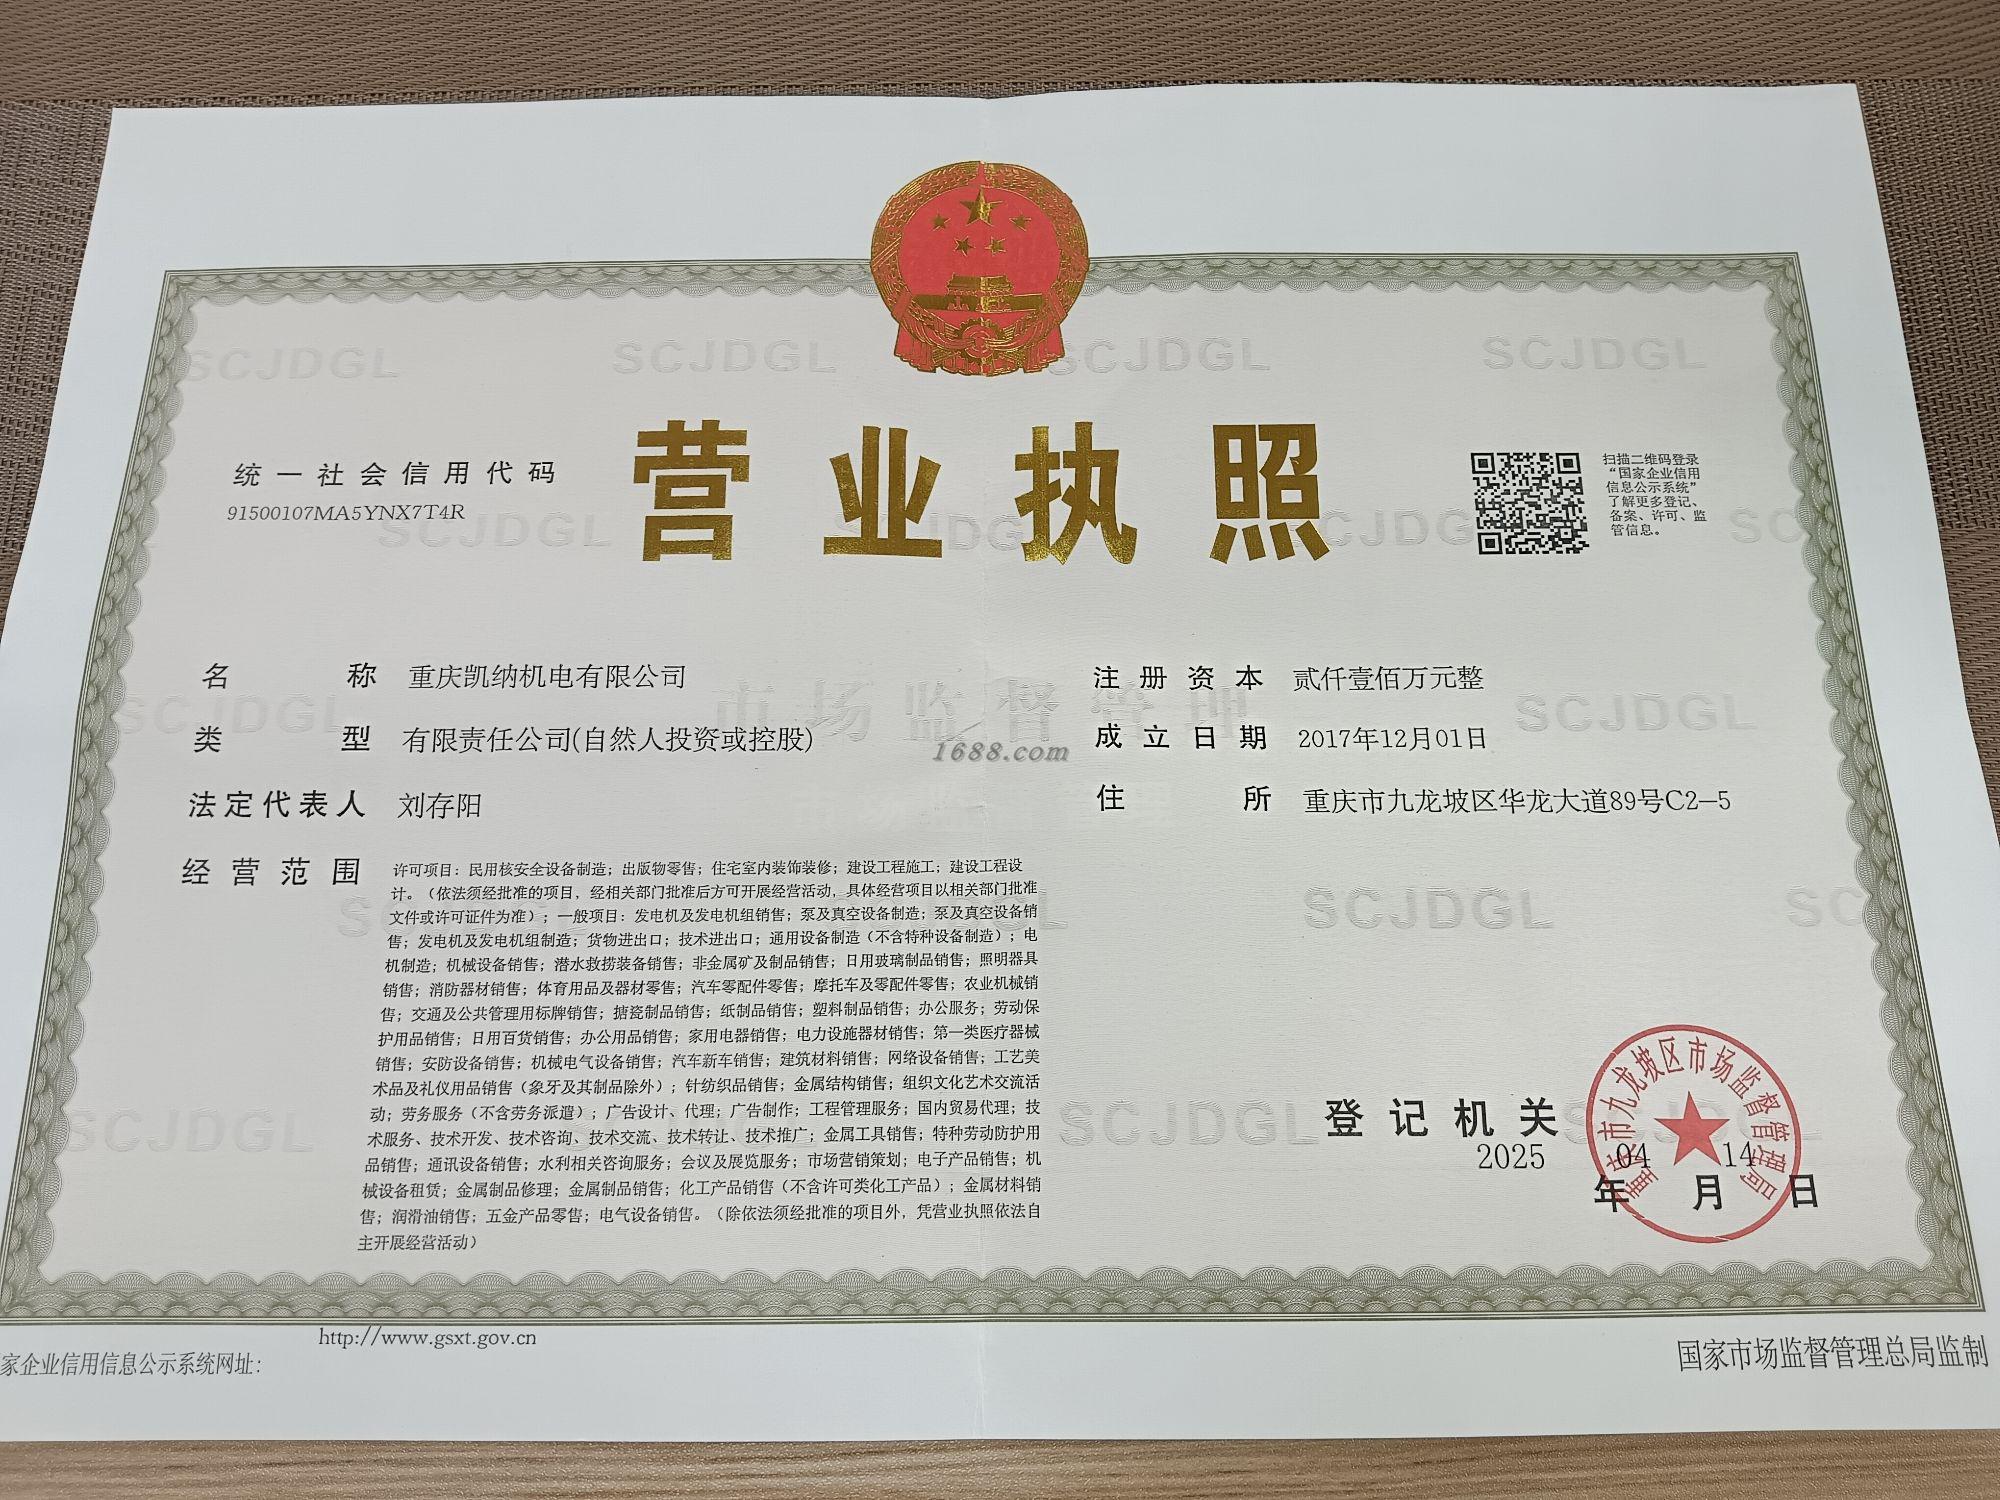 营业执照
统一社会信用代码
91500107MA5YNX7T4R
扫描二维码登录
“国家企业信用
信息公示系统”
了解更多登记、
备案、许可、监
管信息。
名称 重庆凯纳机电有限公司
类型 有限责任公司(自然人投资或控股)
法定代表人 刘存阳
经营范围 许可项目：民用核安全设备制造；出版物零售；住宅室内装饰装修；建设工程施工；建设工程设
计。（依法须经批准的项目，经相关部门批准后方可开展经营活动，具体经营项目以相关部门批准
文件或许可证件为准）；一般项目：发电机及发电机组销售；泵及真空设备制造；泵及真空设备销
售；发电机及发电机组制造；货物进出口；技术进出口；通用设备制造（不含特种设备制造）；电
机制造；机械设备销售；潜水救捞装备销售；非金属矿及制品销售；日用玻璃制品销售；照明器具
销售；消防器材销售；体育用品及器材零售；汽车零配件零售；摩托车及零配件零售；农业机械销
售；交通及公共管理用标牌销售；搪瓷制品销售；纸制品销售；塑料制品销售；办公服务；劳动保
护用品销售；日用百货销售；办公用品销售；家用电器销售；电力设施器材销售；第一类医疗器械
销售；安防设备销售；机械电气设备销售；汽车新车销售；建筑材料销售；网络设备销售；工艺美
术品及礼仪用品销售（象牙及其制品除外）；针纺织品销售；金属结构销售；组织文化艺术交流活
动；劳务服务（不含劳务派遣）；广告设计、代理；广告制作；工程管理服务；国内贸易代理；技
术服务、技术开发、技术咨询、技术交流、技术转让、技术推广；金属工具销售；特种劳动防护用
品销售；通讯设备销售；水利相关咨询服务；会议及展览服务；市场营销策划；电子产品销售；机
械设备租赁；金属制品修理；金属制品销售；化工产品销售（不含许可类化工产品）；金属材料销
售；润滑油销售；五金产品零售；电气设备销售。（除依法须经批准的项目外，凭营业执照依法自
主开展经营活动）
注册资本 贰仟壹佰万元整
成立日期 2017年12月01日
住所 重庆市九龙坡区华龙大道89号C2-5
1688.com
SCJDGL
市场监督管理
登记机关
重庆市九龙坡区市场监督管理局
2025 04 14
年 月 日
http://www.gsxt.gov.cn
家企业信用信息公示系统网址：
国家市场监督管理总局监制